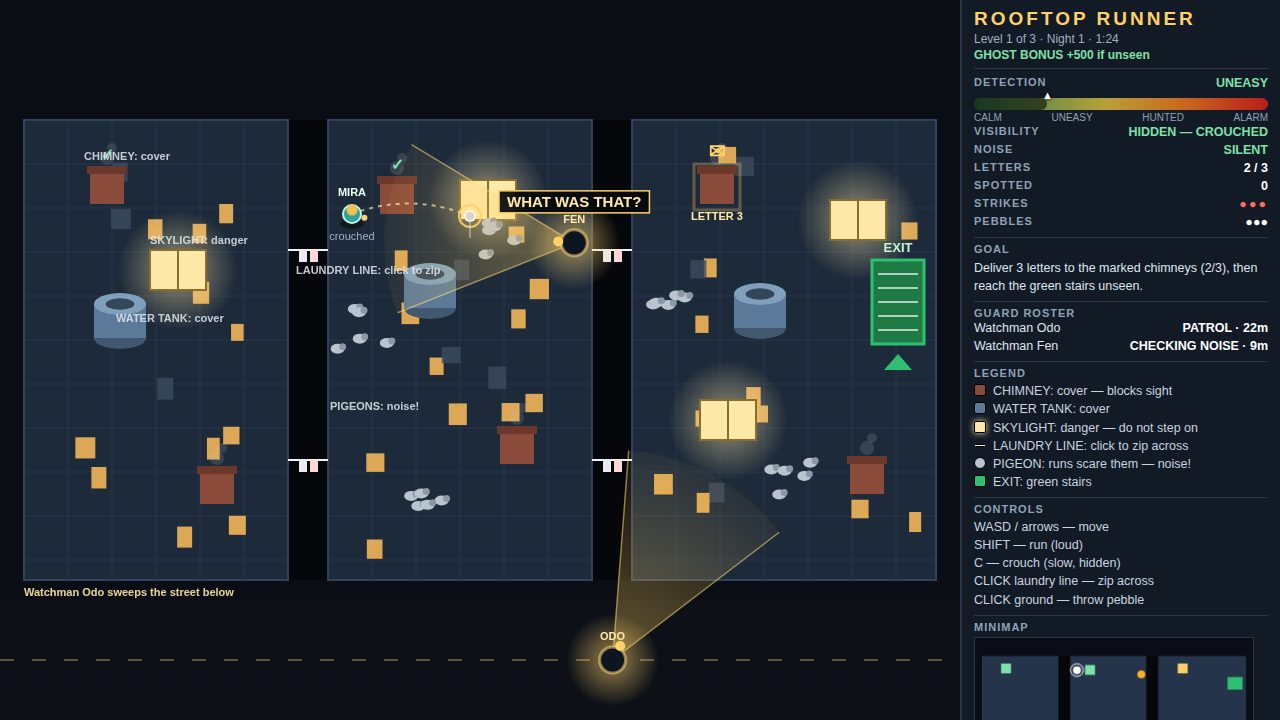 CHIMNEY: cover
SKYLIGHT: danger
WATER TANK: cover
MIRA
crouched
WHAT WAS THAT?
FEN
LAUNDRY LINE: click to zip
PIGEONS: noise!
LETTER 3
EXIT
Watchman Odo sweeps the street below
ODO
ROOFTOP RUNNER
Level 1 of 3 · Night 1 · 1:24
GHOST BONUS +500 if unseen
DETECTION UNEASY
CALM UNEASY HUNTED ALARM
VISIBILITY HIDDEN — CROUCHED
NOISE SILENT
LETTERS 2 / 3
SPOTTED 0
STRIKES
PEBBLES
GOAL
Deliver 3 letters to the marked chimneys (2/3), then
reach the green stairs unseen.
GUARD ROSTER
Watchman Odo PATROL · 22m
Watchman Fen CHECKING NOISE · 9m
LEGEND
CHIMNEY: cover — blocks sight
WATER TANK: cover
SKYLIGHT: danger — do not step on
LAUNDRY LINE: click to zip across
PIGEON: runs scare them — noise!
EXIT: green stairs
CONTROLS
WASD / arrows — move
SHIFT — run (loud)
C — crouch (slow, hidden)
CLICK laundry line — zip across
CLICK ground — throw pebble
MINIMAP